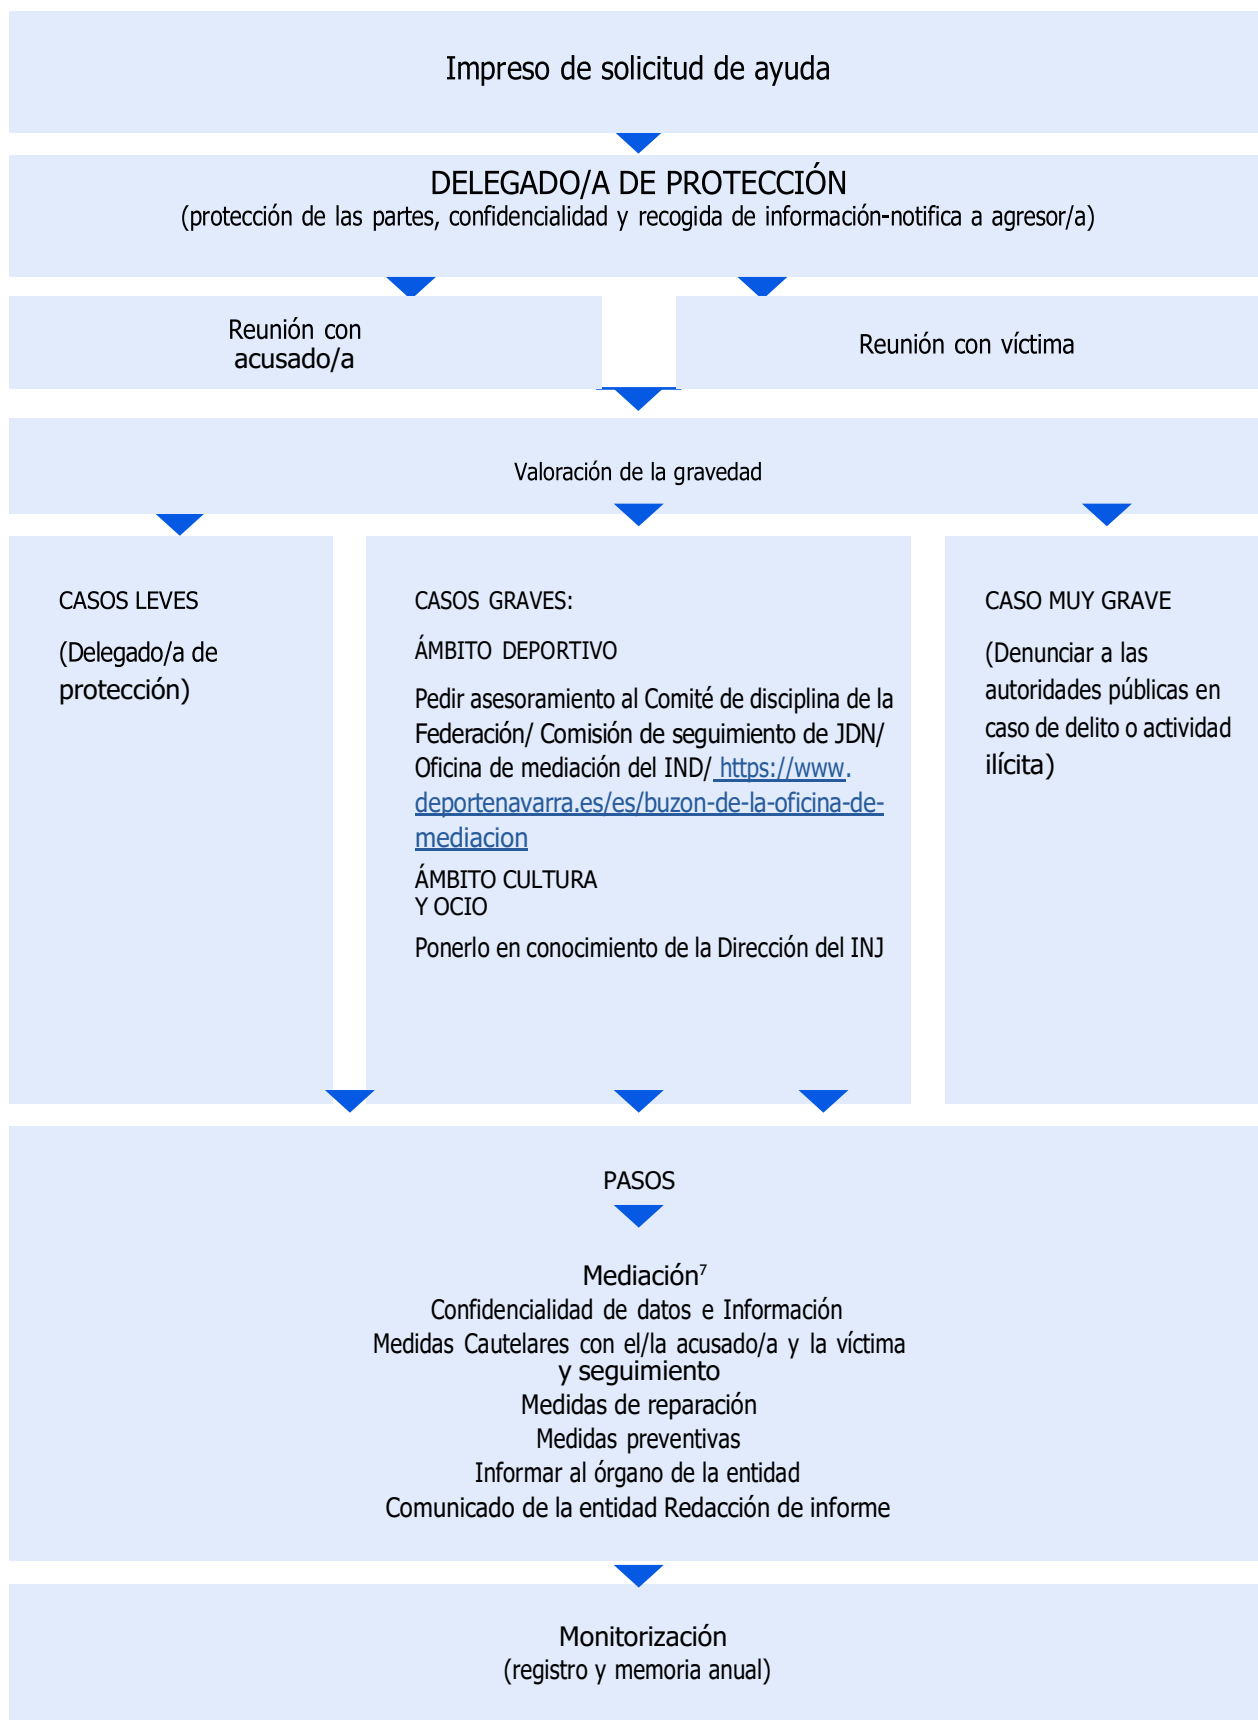 Impreso de solicitud de ayuda
DELEGADO/A DE PROTECCIÓN
(protección de las partes, confidencialidad y recogida de información-notifica a agresor/a)
Reunión con
acusado/a
Reunión con víctima
Valoración de la gravedad
CASOS LEVES
(Delegado/a de
protección)
CASOS GRAVES:
ÁMBITO DEPORTIVO
Pedir asesoramiento al Comité de disciplina de la
Federación/ Comisión de seguimiento de JDN/
Oficina de mediación del IND/ https://www.
deportenavarra.es/es/buzon-de-la-oficina-de-
mediacion
ÁMBITO CULTURA
Y OCIO
Ponerlo en conocimiento de la Dirección del INJ
CASO MUY GRAVE
(Denunciar a las
autoridades públicas en
caso de delito o actividad
ilícita)
PASOS
Mediación⁷
Confidencialidad de datos e Información
Medidas Cautelares con el/la acusado/a y la víctima
y seguimiento
Medidas de reparación
Medidas preventivas
Informar al órgano de la entidad
Comunicado de la entidad Redacción de informe
Monitorización
(registro y memoria anual)